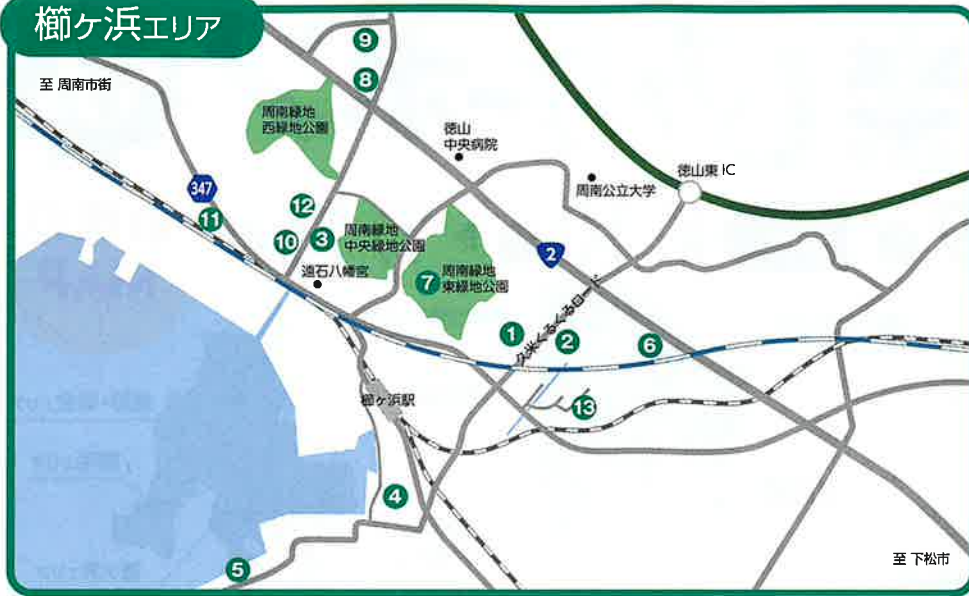 櫛ヶ浜エリア
至 周南市街
9
8
周南緑地
西緑地公園
徳山
中央病院
徳山東 IC
周南公立大学
347
11
12
10
3
周南緑地
中央緑地公園
2
遠石八幡宮
7
周南緑地
東緑地公園
1
久米くるくるロード
2
6
櫛ヶ浜駅
13
4
5
至 下松市